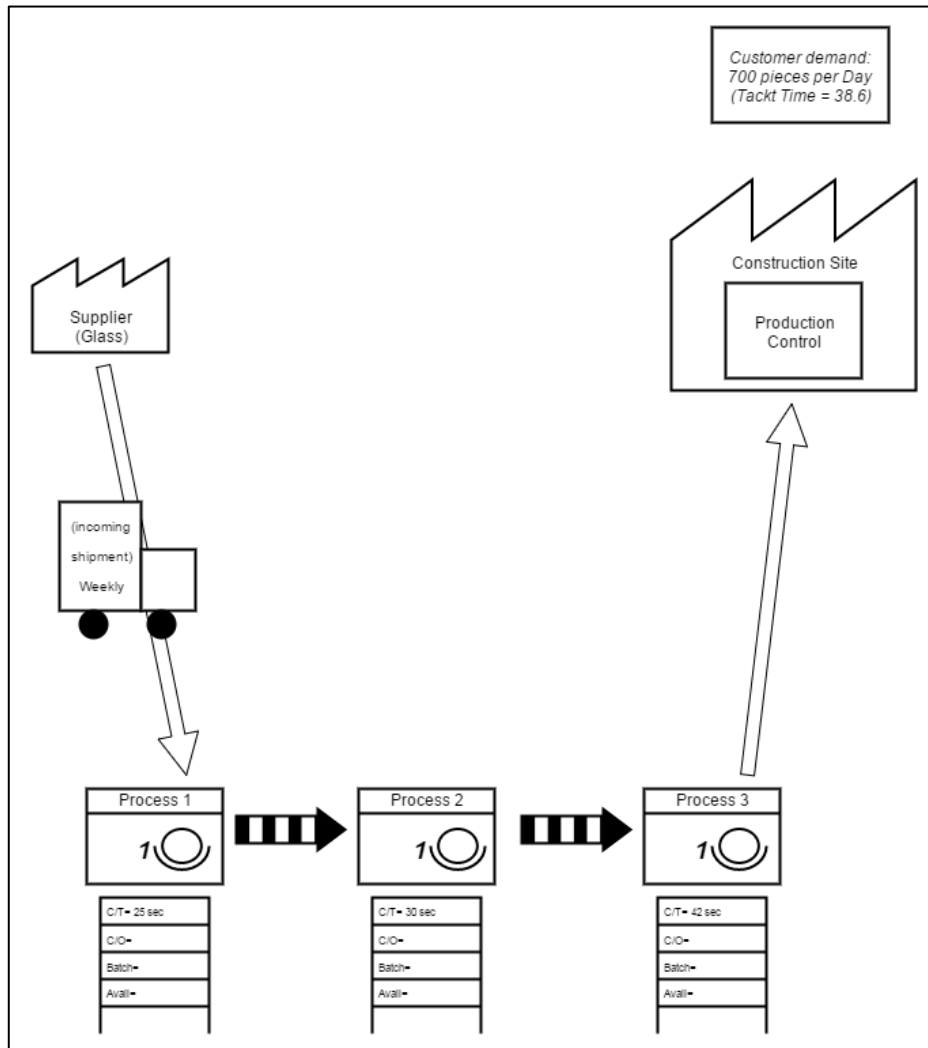 Customer demand:
700 pieces per Day
(Tackt Time = 38.6)
Construction Site
Production
Control
Supplier
(Glass)
(incoming
shipment)
Weekly
Process 1
1
Process 2
1
Process 3
1
C/T= 25 sec
C/O=
Batch=
Avail=
C/T= 30 sec
C/O=
Batch=
Avail=
C/T= 42 sec
C/O=
Batch=
Avail=